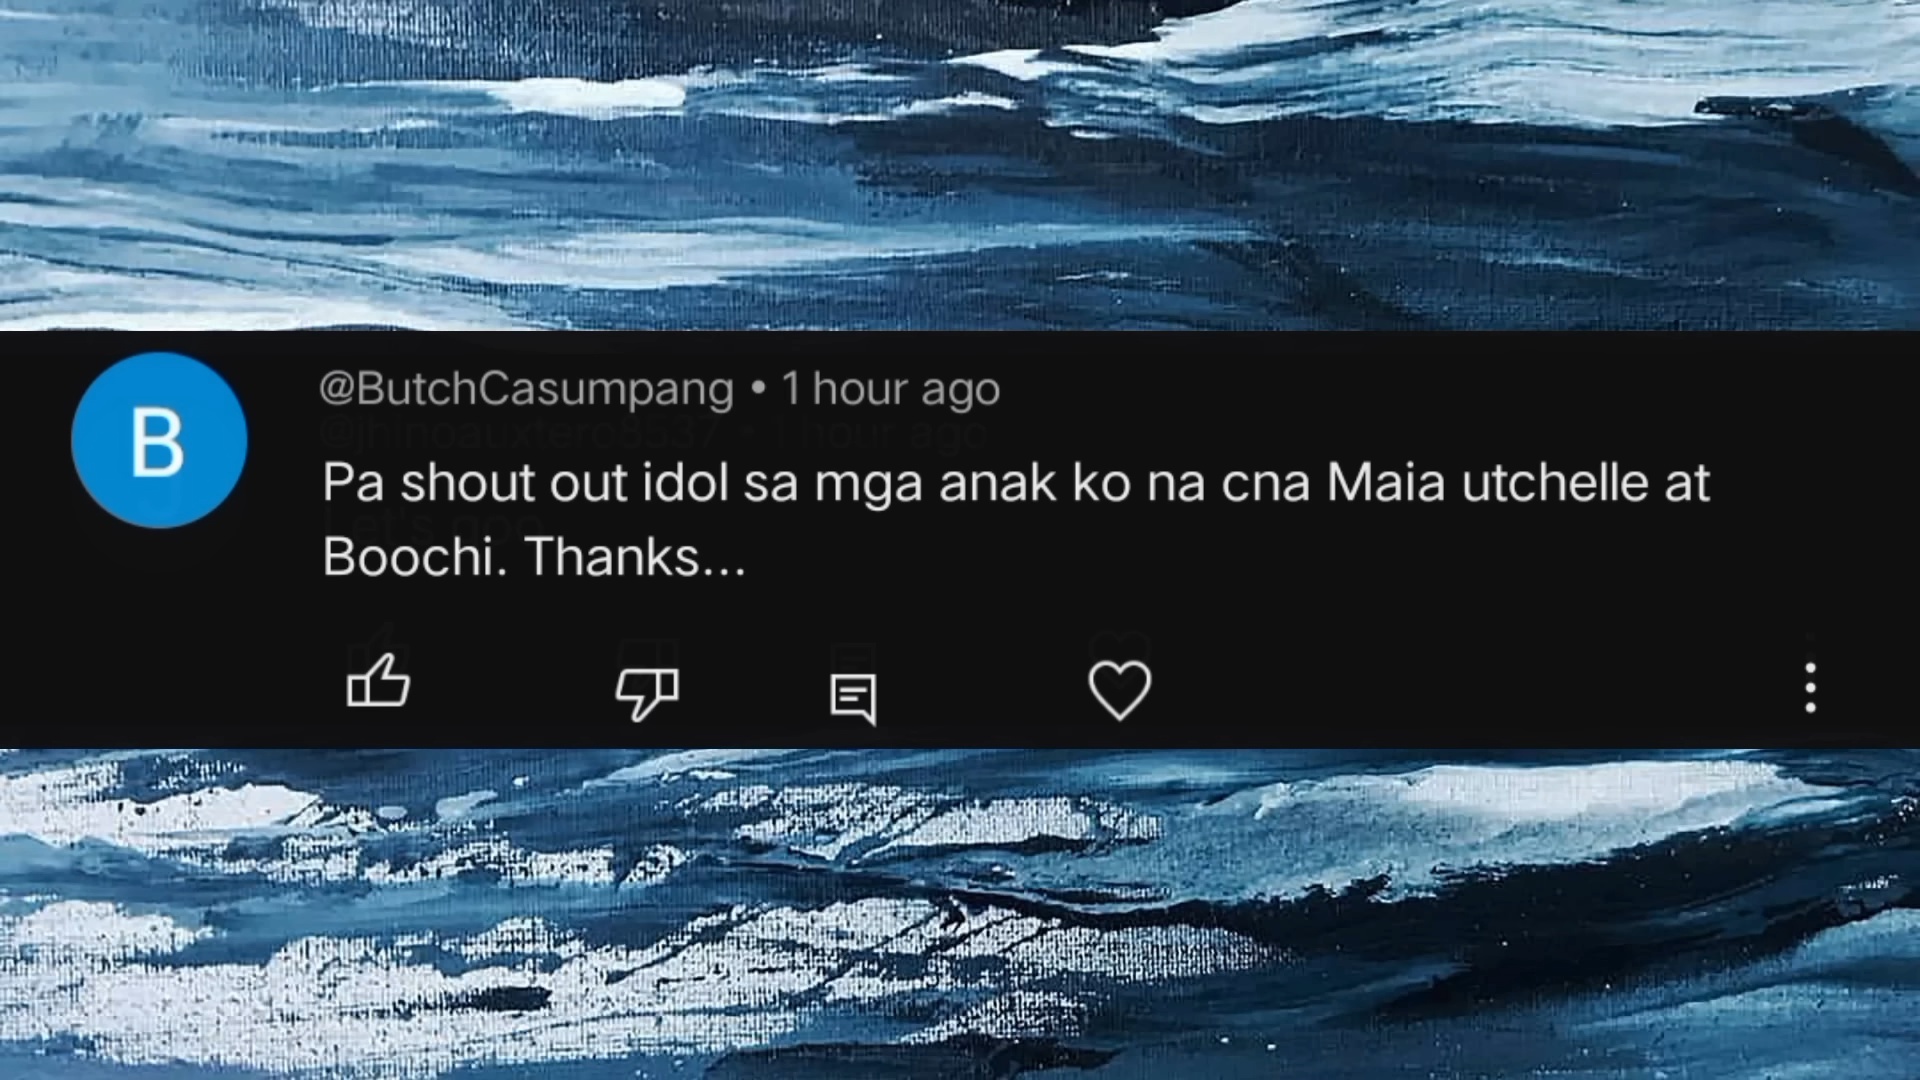 B
@ButchCasumpang • 1 hour ago
Pa shout out idol sa mga anak ko na cna Maia utchelle at
Boochi. Thanks...